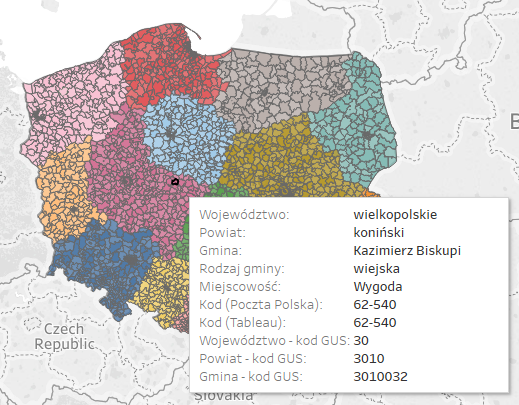 B
Województwo: wielkopolskie
Powiat: koniński
Gmina: Kazimierz Biskupi
Rodzaj gminy: wiejska
Miejscowość: Wygoda
Kod (Poczta Polska): 62-540
Kod (Tableau): 62-540
Województwo - kod GUS: 30
Powiat - kod GUS: 3010
Gmina - kod GUS: 3010032
Czech
Republic
Slovakia